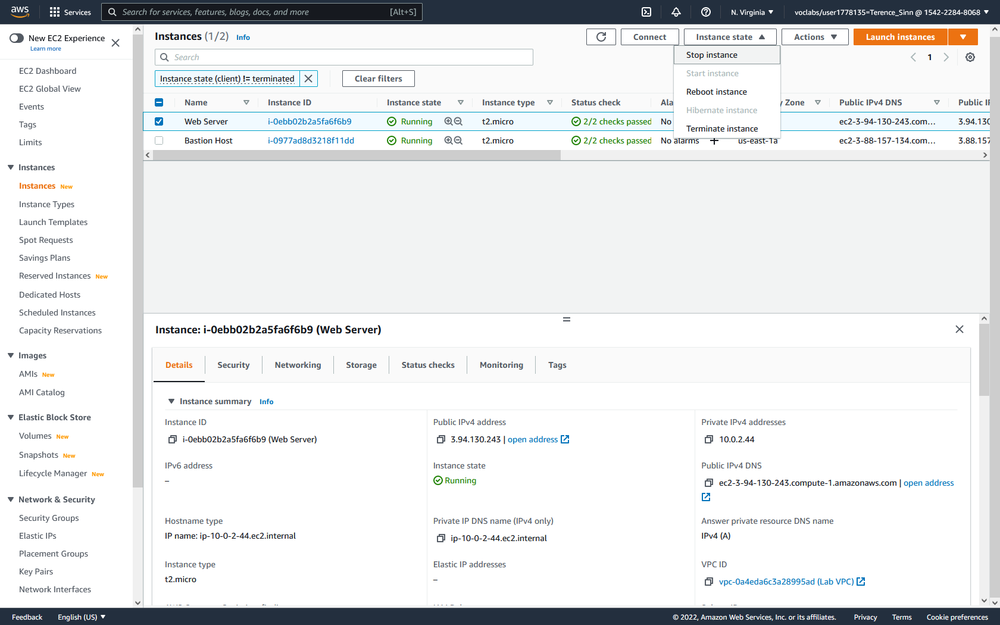 aws
Services
Search for services, features, blogs, docs, and more
[Alt+S]
N. Virginia
voclabs/user1778135=Terence_Sinn @ 1542-2284-8068
New EC2 Experience
Learn more
EC2 Dashboard
EC2 Global View
Events
Tags
Limits
Instances
Instances New
Instance Types
Launch Templates
Spot Requests
Savings Plans
Reserved Instances New
Dedicated Hosts
Scheduled Instances
Capacity Reservations
Images
AMIs New
AMI Catalog
Elastic Block Store
Volumes New
Snapshots New
Lifecycle Manager New
Network & Security
Security Groups
Elastic IPs
Placement Groups
Key Pairs
Network Interfaces
Instances (1/2) Info
Connect
Instance state
Actions
Launch instances
Search
1
Instance state (client) != terminated
Clear filters
Stop instance
Start instance
Reboot instance
Hibernate instance
Terminate instance
Name Instance ID Instance state Instance type Status check Ala y Zone Public IPv4 DNS Public IP
Web Server i-0ebb02b2a5fa6f6b9 Running t2.micro 2/2 checks passed No ec2-3-94-130-243.com... 3.94.130
Bastion Host i-0977ad8d3218f11dd Running t2.micro 2/2 checks passed No alarms us-east-1a ec2-3-88-157-134.com... 3.88.157
Instance: i-0ebb02b2a5fa6f6b9 (Web Server)
Details
Security
Networking
Storage
Status checks
Monitoring
Tags
Instance summary Info
Instance ID
i-0ebb02b2a5fa6f6b9 (Web Server)
Public IPv4 address
3.94.130.243 | open address
Private IPv4 addresses
10.0.2.44
IPv6 address
–
Instance state
Running
Public IPv4 DNS
ec2-3-94-130-243.compute-1.amazonaws.com | open address
Hostname type
IP name: ip-10-0-2-44.ec2.internal
Private IP DNS name (IPv4 only)
ip-10-0-2-44.ec2.internal
Answer private resource DNS name
IPv4 (A)
Instance type
t2.micro
Elastic IP addresses
–
VPC ID
vpc-0a4eda6c3a28995ad (Lab VPC)
Feedback
English (US)
© 2022, Amazon Web Services, Inc. or its affiliates.
Privacy
Terms
Cookie preferences